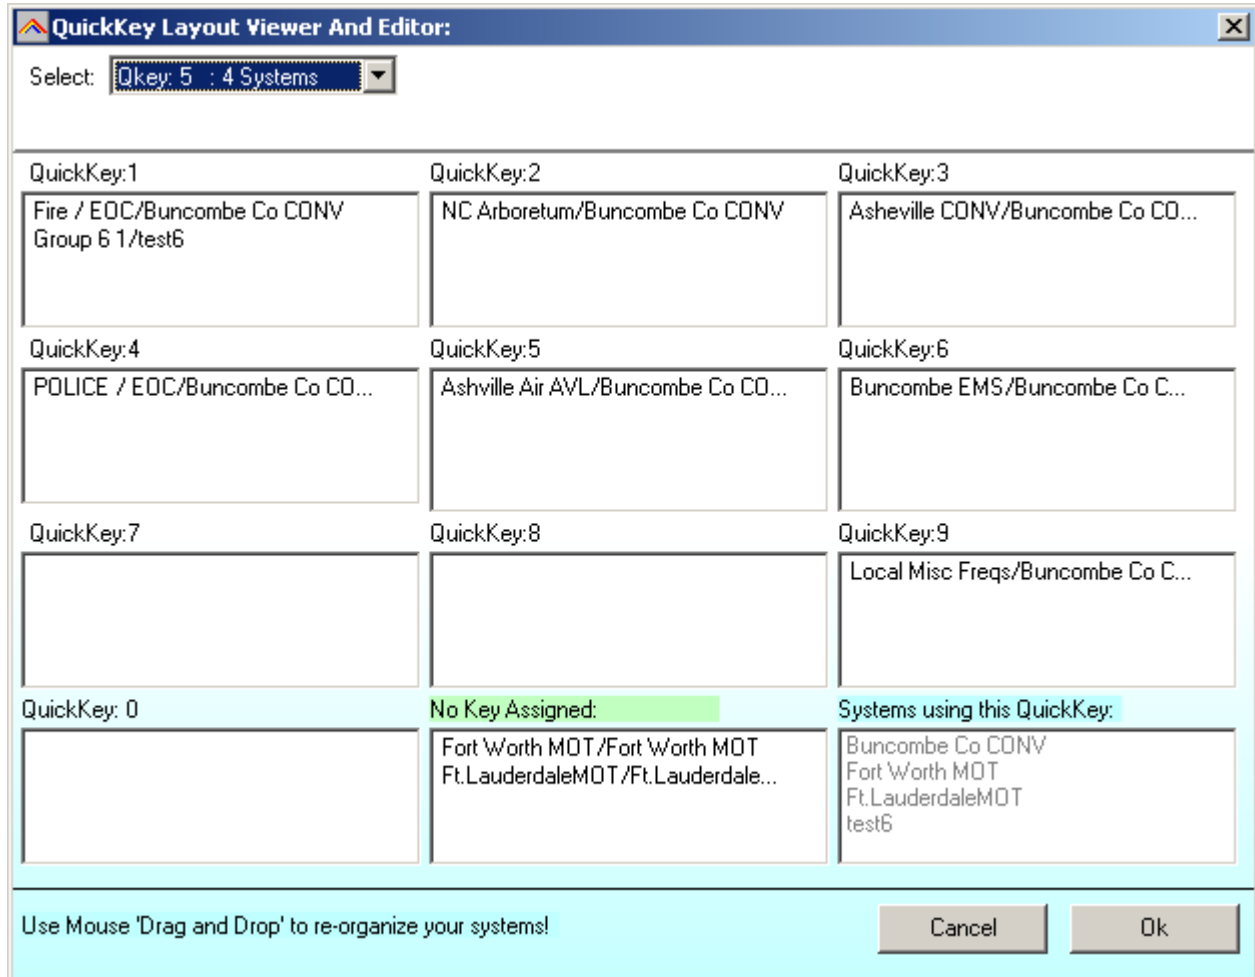 QuickKey Layout Viewer And Editor:
Select: Qkey: 5 : 4 Systems
QuickKey:1
Fire / EOC/Buncombe Co CONV
Group 6 1/test6
QuickKey:2
NC Arboretum/Buncombe Co CONV
QuickKey:3
Asheville CONV/Buncombe Co CO...
QuickKey:4
POLICE / EOC/Buncombe Co CO...
QuickKey:5
Ashville Air AVL/Buncombe Co CO...
QuickKey:6
Buncombe EMS/Buncombe Co C...
QuickKey:7
QuickKey:8
QuickKey:9
Local Misc Freqs/Buncombe Co C...
QuickKey: 0
No Key Assigned:
Fort Worth MOT/Fort Worth MOT
Ft.LauderdaleMOT/Ft.Lauderdale...
Systems using this QuickKey:
Buncombe Co CONV
Fort Worth MOT
Ft.LauderdaleMOT
test6
Use Mouse 'Drag and Drop' to re-organize your systems!
Cancel
Ok